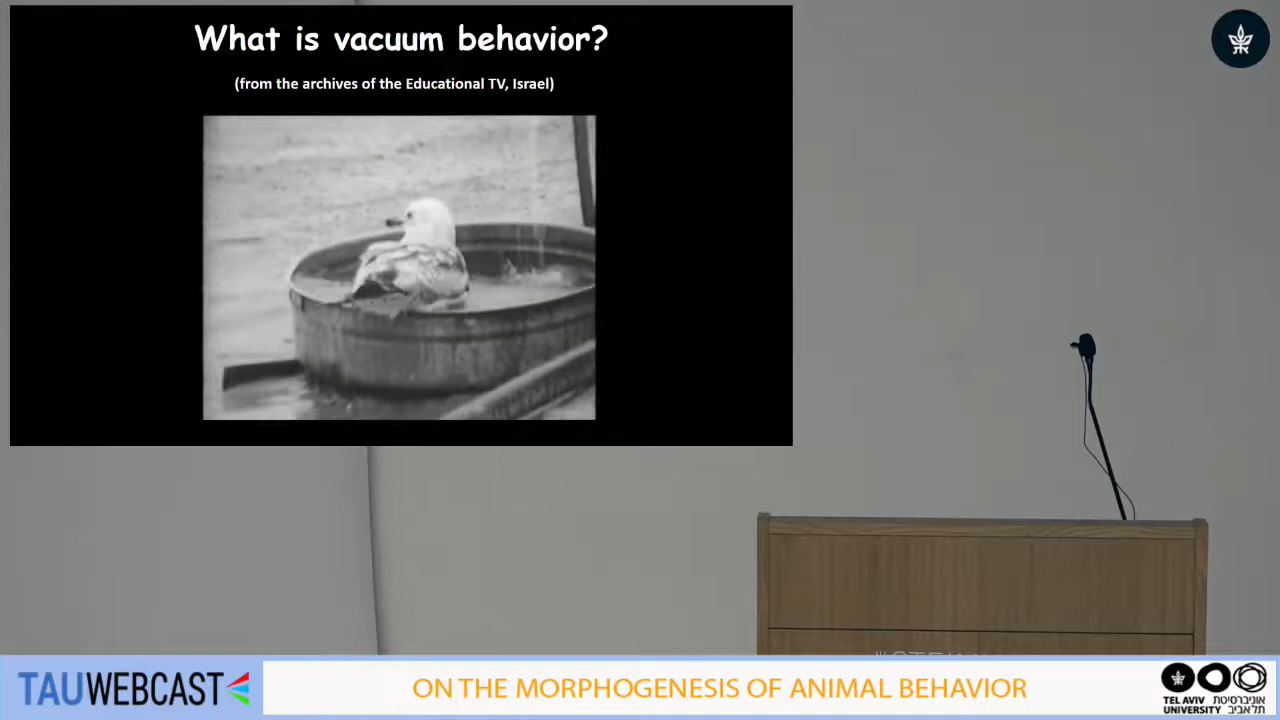 What is vacuum behavior?
(from the archives of the Educational TV, Israel)
TAUWEBCAST
ON THE MORPHOGENESIS OF ANIMAL BEHAVIOR
TEL AVIV אוניברסיטת
UNIVERSITY תל אביב